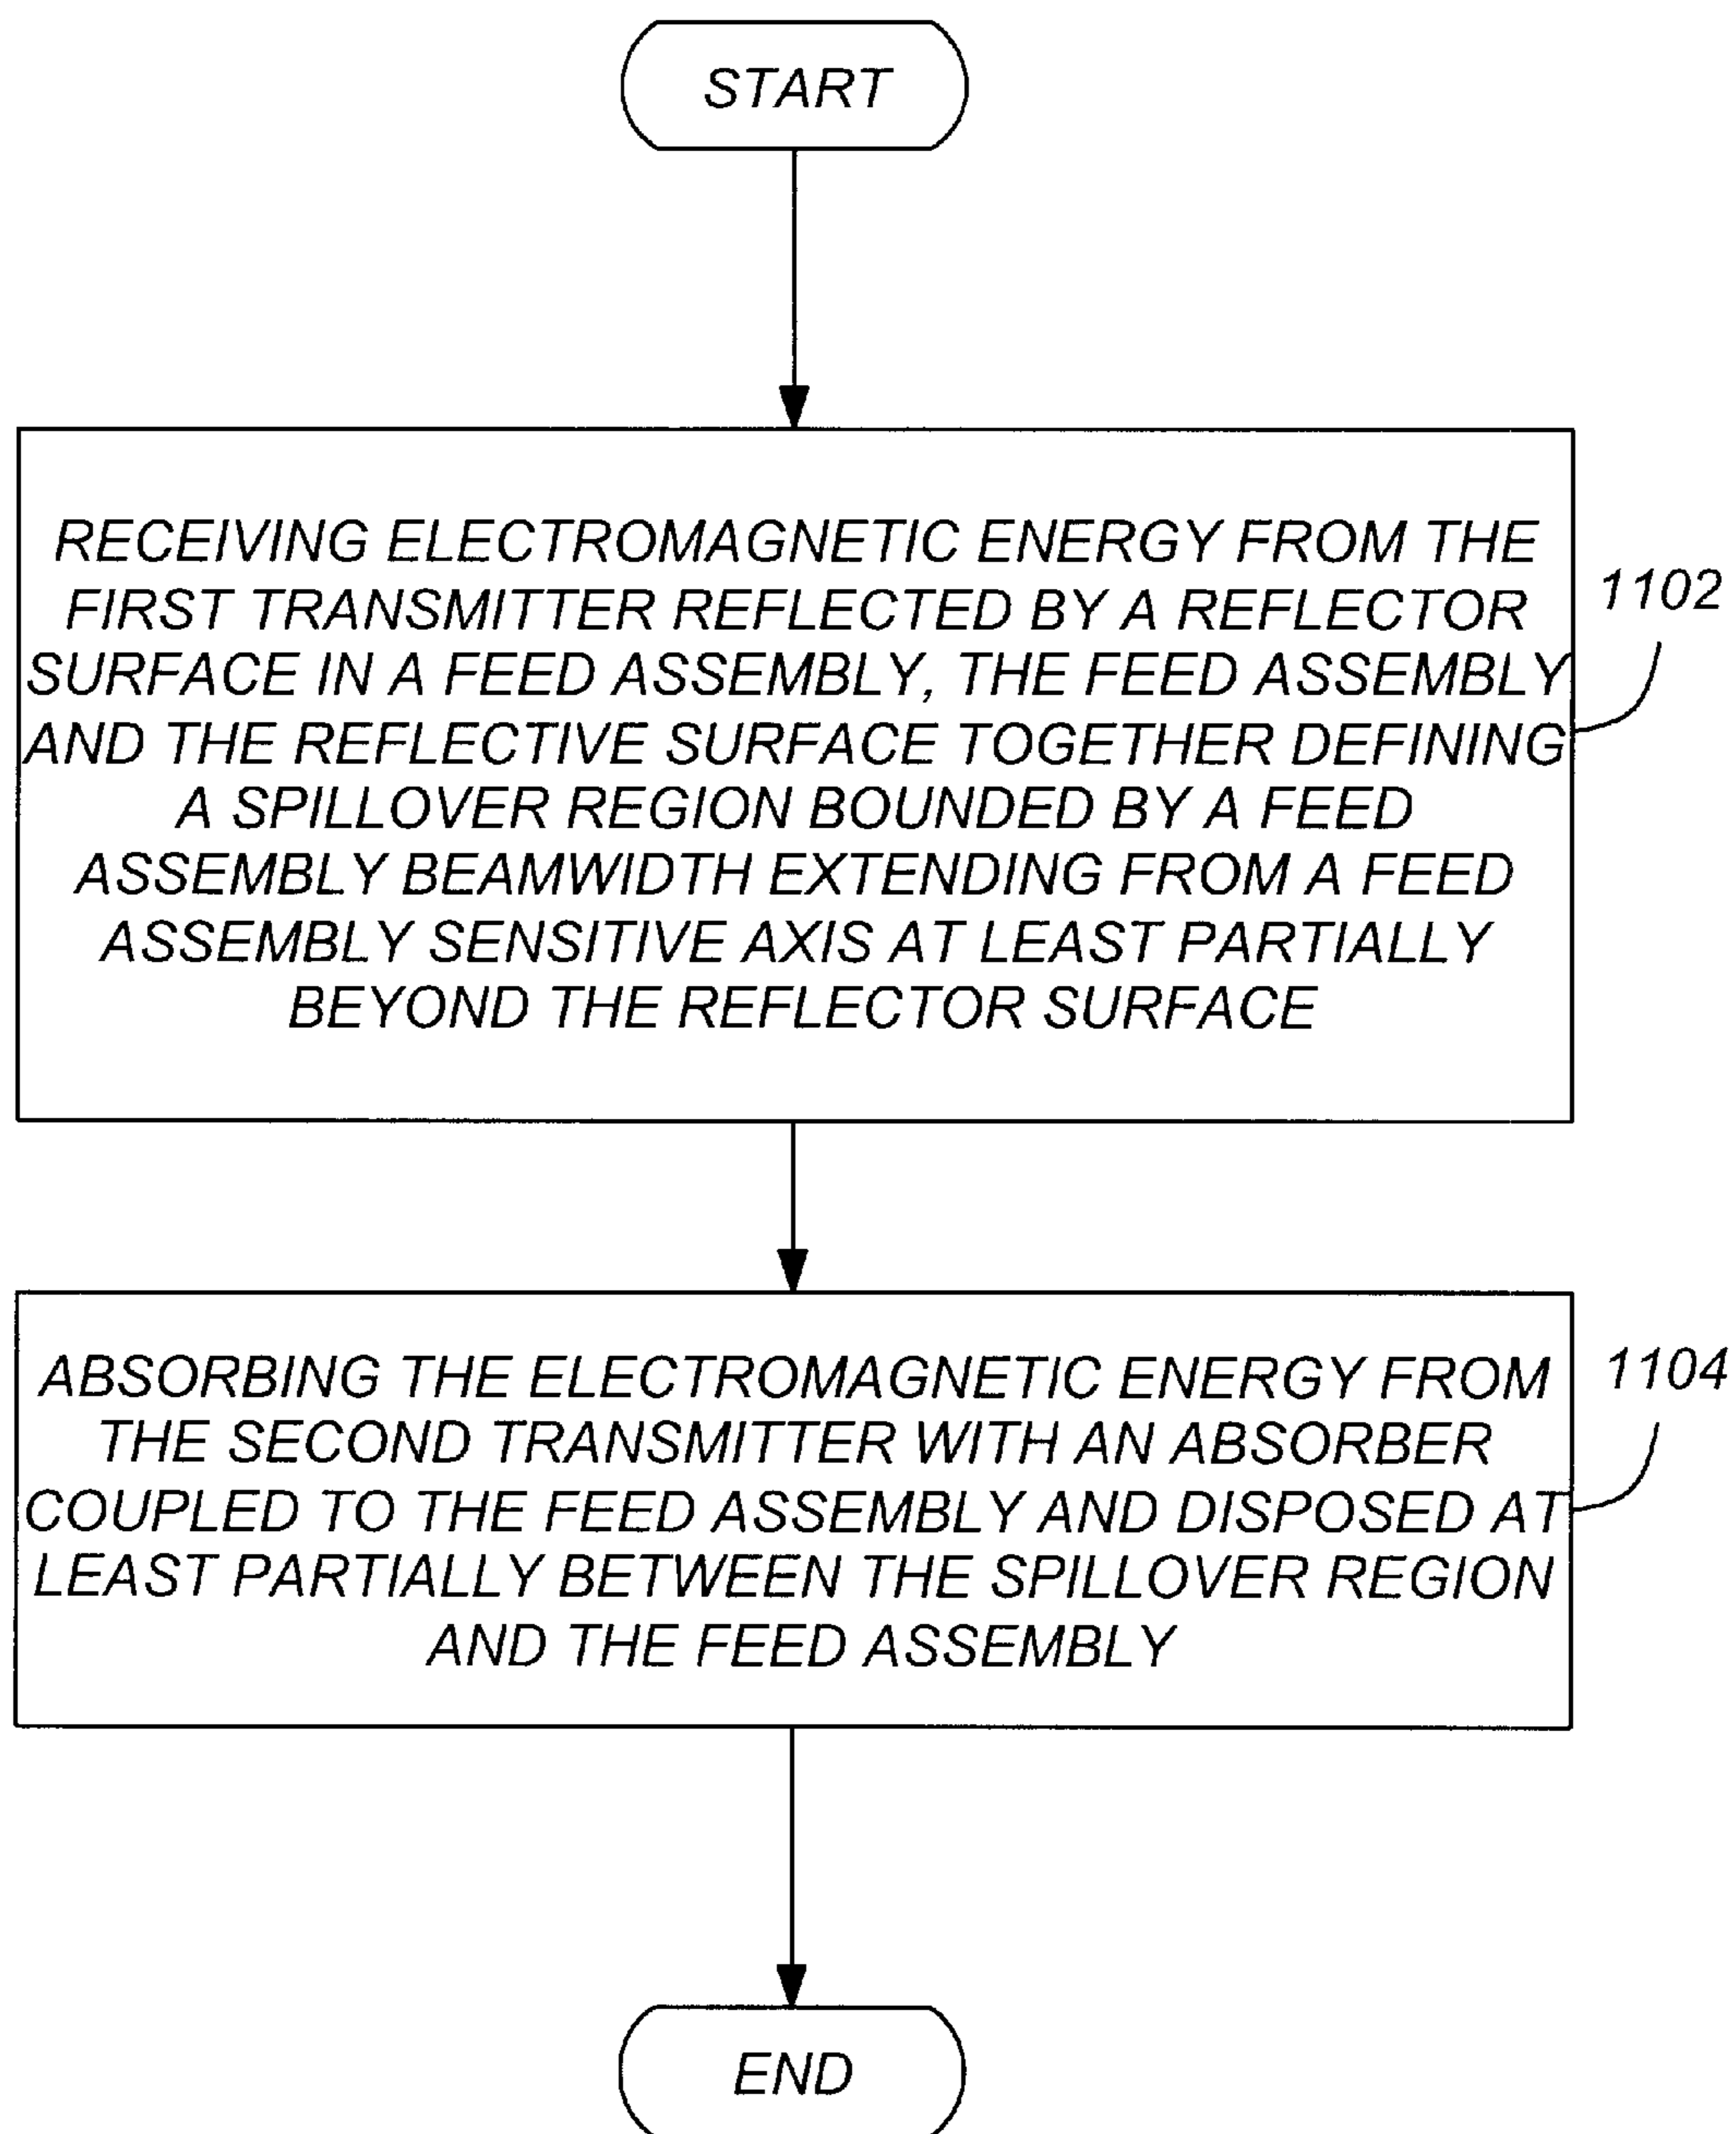 START
RECEIVING ELECTROMAGNETIC ENERGY FROM THE
FIRST TRANSMITTER REFLECTED BY A REFLECTOR
SURFACE IN A FEED ASSEMBLY, THE FEED ASSEMBLY
AND THE REFLECTIVE SURFACE TOGETHER DEFINING
A SPILLOVER REGION BOUNDED BY A FEED
ASSEMBLY BEAMWIDTH EXTENDING FROM A FEED
ASSEMBLY SENSITIVE AXIS AT LEAST PARTIALLY
BEYOND THE REFLECTOR SURFACE
1102
ABSORBING THE ELECTROMAGNETIC ENERGY FROM
THE SECOND TRANSMITTER WITH AN ABSORBER
COUPLED TO THE FEED ASSEMBLY AND DISPOSED AT
LEAST PARTIALLY BETWEEN THE SPILLOVER REGION
AND THE FEED ASSEMBLY
1104
END